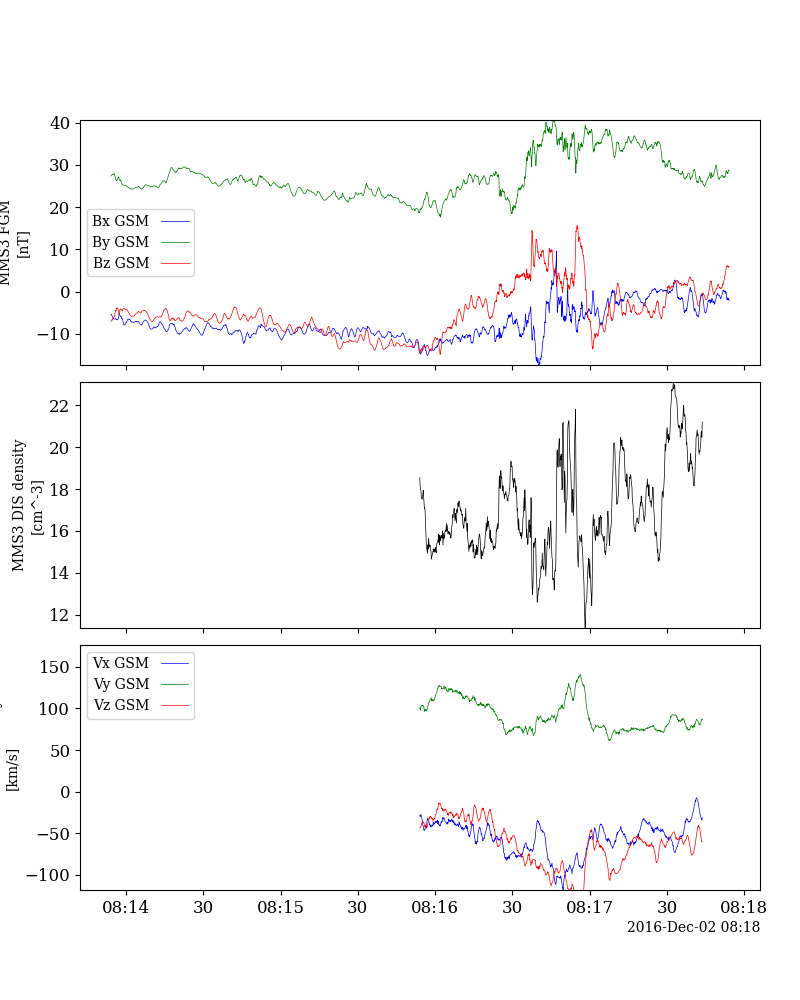 40
30
20
10
0
−10
MMS3 FGM
[nT]
Bx GSM
By GSM
Bz GSM
22
20
18
16
14
12
MMS3 DIS density
[cm^-3]
150
100
50
0
−50
−100
[km/s]
Vx GSM
Vy GSM
Vz GSM
08:14
30
08:15
30
08:16
30
08:17
30
08:18
2016-Dec-02 08:18